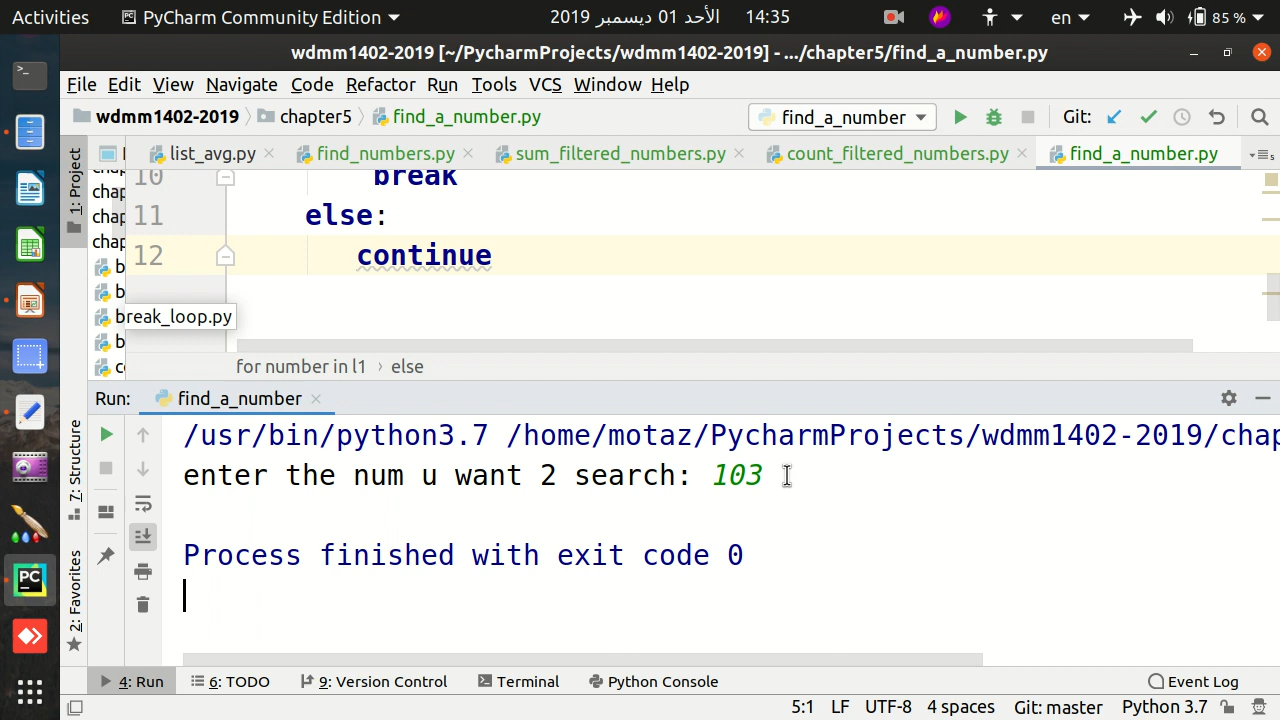 Activities PyCharm Community Edition الأحد 01 ديسمبر 2019 14:35 en 85 %
wdmm1402-2019 [~/PycharmProjects/wdmm1402-2019] - .../chapter5/find_a_number.py
File Edit View Navigate Code Refactor Run Tools VCS Window Help
wdmm1402-2019 chapter5 find_a_number.py find_a_number Git:
1: Project list_avg.py find_numbers.py sum_filtered_numbers.py count_filtered_numbers.py find_a_number.py
10 break
11 else:
12 continue
break_loop.py
for number in l1 › else
Run: find_a_number
/usr/bin/python3.7 /home/motaz/PycharmProjects/wdmm1402-2019/chap
enter the num u want 2 search: 103
Process finished with exit code 0
7: Structure
2: Favorites
4: Run 6: TODO 9: Version Control Terminal Python Console Event Log
5:1 LF UTF-8 4 spaces Git: master Python 3.7